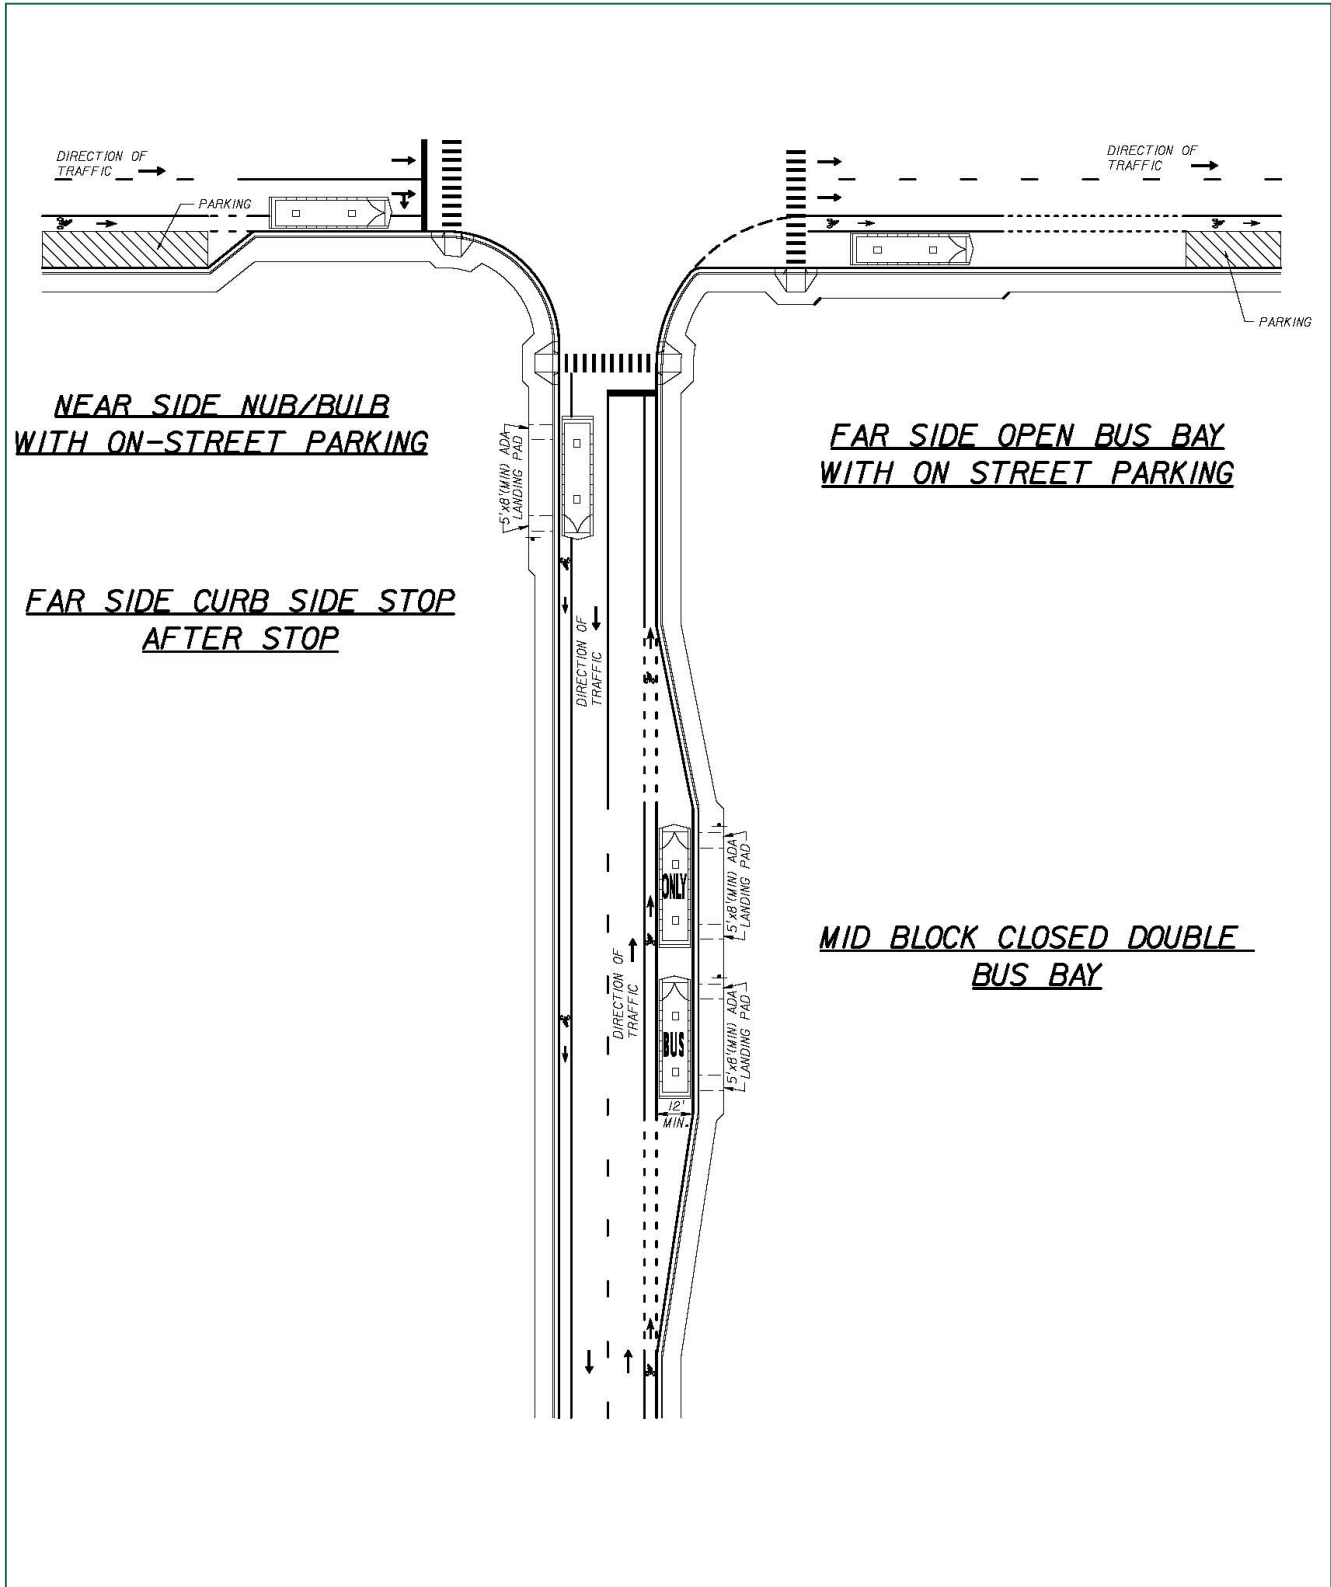 DIRECTION OF
TRAFFIC
PARKING
DIRECTION OF
TRAFFIC
PARKING
NEAR SIDE NUB/BULB
WITH ON-STREET PARKING
FAR SIDE OPEN BUS BAY
WITH ON STREET PARKING
5'x8'(MIN) ADA
LANDING PAD
FAR SIDE CURB SIDE STOP
AFTER STOP
DIRECTION OF
TRAFFIC
ONLY
5'x8'(MIN) ADA
LANDING PAD
MID BLOCK CLOSED DOUBLE
BUS BAY
DIRECTION OF
TRAFFIC
BUS
5'x8'(MIN) ADA
LANDING PAD
12'
MIN.